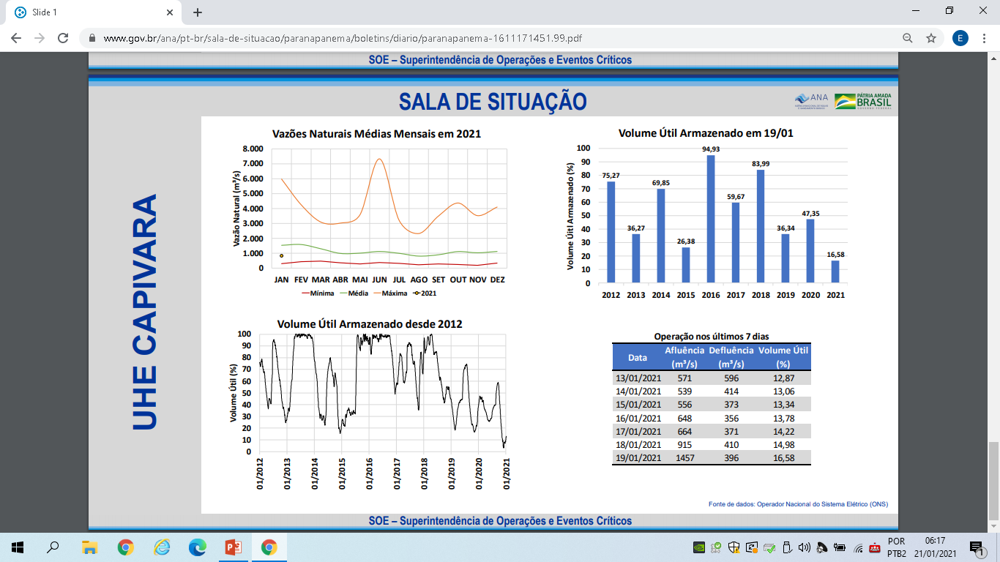 Slide 1
www.gov.br/ana/pt-br/sala-de-situacao/paranapanema/boletins/diario/paranapanema-1611171451.99.pdf
E
SOE – Superintendência de Operações e Eventos Críticos
SALA DE SITUAÇÃO
ANA
PÁTRIA AMADA
BRASIL
GOVERNO FEDERAL
UHE CAPIVARA
Vazões Naturais Médias Mensais em 2021
Vazão Natural (m³/s)
8.000
7.000
6.000
5.000
4.000
3.000
2.000
1.000
0
JAN FEV MAR ABR MAI JUN JUL AGO SET OUT NOV DEZ
Mínima Média Máxima 2021
Volume Útil Armazenado em 19/01
Volume Úitl Armazenado (%)
100
90
80
70
60
50
40
30
20
10
0
75,27 36,27 69,85 26,38 94,93 59,67 83,99 36,34 47,35 16,58
2012 2013 2014 2015 2016 2017 2018 2019 2020 2021
Volume Útil Armazenado desde 2012
Volume Útil (%)
100
90
80
70
60
50
40
30
20
10
0
01/2012 01/2013 01/2014 01/2015 01/2016 01/2017 01/2018 01/2019 01/2020 01/2021
Operação nos últimos 7 dias
Data Afluência (m³/s) Defluência (m³/s) Volume Útil (%)
13/01/2021 571 596 12,87
14/01/2021 539 414 13,06
15/01/2021 556 373 13,34
16/01/2021 648 356 13,78
17/01/2021 664 371 14,22
18/01/2021 915 410 14,98
19/01/2021 1457 396 16,58
Fonte de dados: Operador Nacional do Sistema Elétrico (ONS)
SOE – Superintendência de Operações e Eventos Críticos
POR
PTB2
06:17
21/01/2021
1